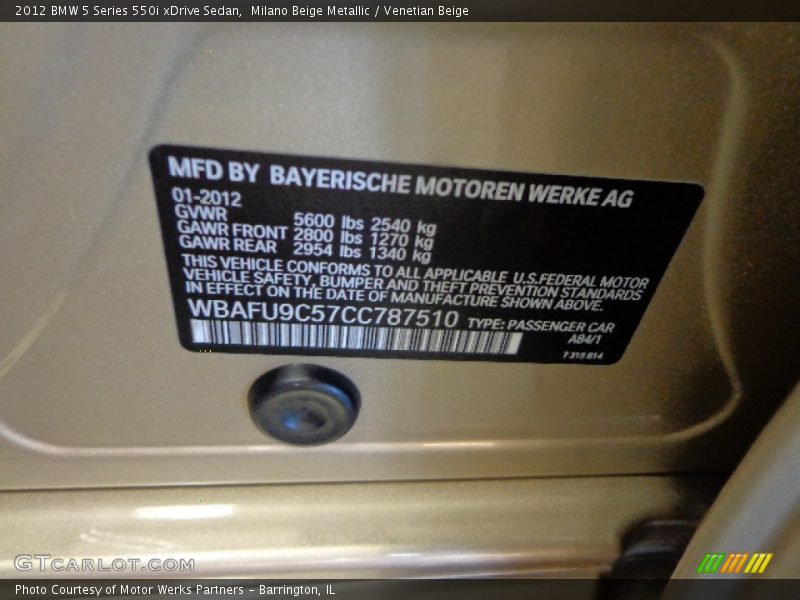 2012 BMW 5 Series 550i xDrive Sedan,  Milano Beige Metallic / Venetian Beige
MFD BY BAYERISCHE MOTOREN WERKE AG
01-2012
GVWR 5600 lbs 2540 kg
GAWR FRONT 2800 lbs 1270 kg
GAWR REAR 2954 lbs 1340 kg
THIS VEHICLE CONFORMS TO ALL APPLICABLE U.S.FEDERAL MOTOR
VEHICLE SAFETY, BUMPER AND THEFT PREVENTION STANDARDS
IN EFFECT ON THE DATE OF MANUFACTURE SHOWN ABOVE.
WBAFU9C57CC787510 TYPE: PASSENGER CAR
A84/1
7 315 814
GTCARLOT.COM
Photo Courtesy of Motor Werks Partners - Barrington, IL